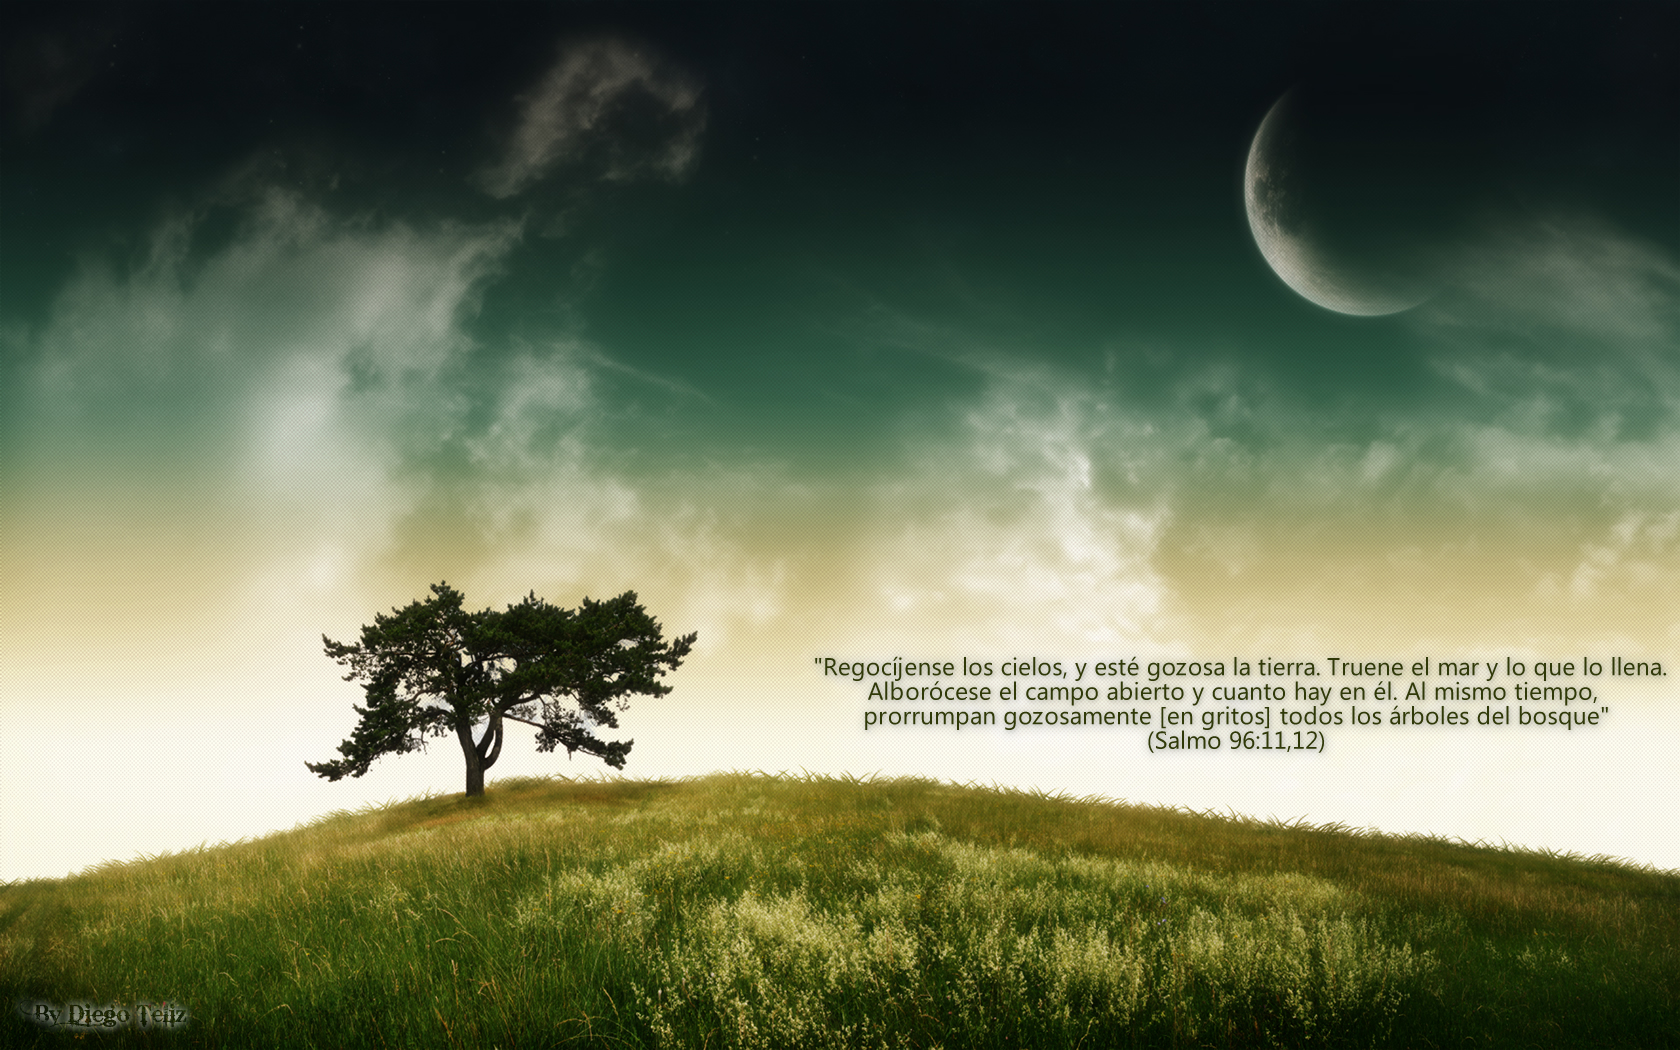 "Regocíjense los cielos, y esté gozosa la tierra. Truene el mar y lo que lo llena.
Alborócese el campo abierto y cuanto hay en él. Al mismo tiempo,
prorrumpan gozosamente [en gritos] todos los árboles del bosque"
(Salmo 96:11,12)
By Diego Teliz